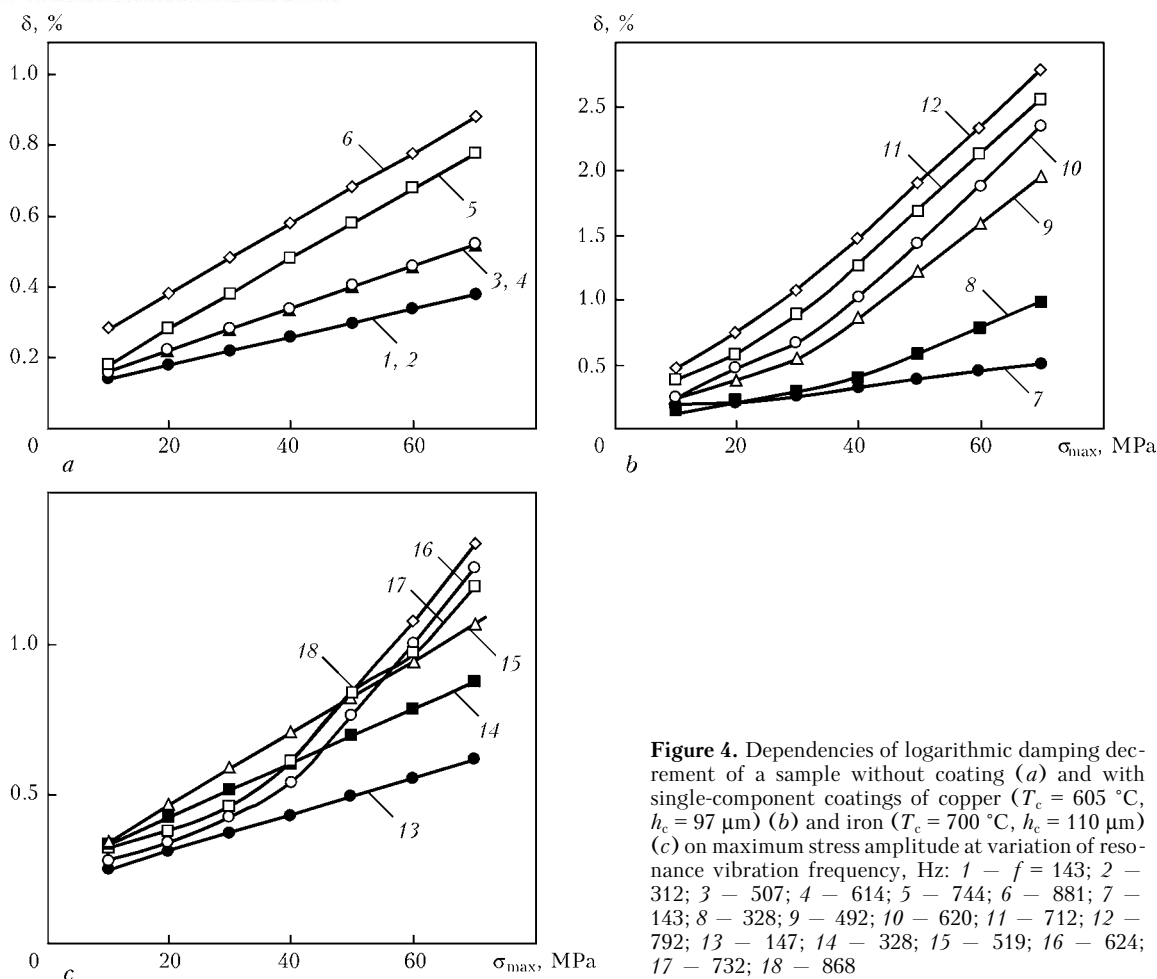 δ, %
1.0
0.8
0.6
0.4
0.2
0
20
40
60
a
6
5
3, 4
1, 2
δ, %
2.5
2.0
1.5
1.0
0.5
0
20
40
60
σmax, MPa
b
12
11
10
9
8
7
1.0
0.5
0
20
40
60
σmax, MPa
c
16
17
18
15
14
13
Figure 4. Dependencies of logarithmic damping dec-
rement of a sample without coating (a) and with
single-component coatings of copper (Tc = 605 °C,
hc = 97 μm) (b) and iron (Tc = 700 °C, hc = 110 μm)
(c) on maximum stress amplitude at variation of reso-
nance vibration frequency, Hz: 1 — f = 143; 2 —
312; 3 — 507; 4 — 614; 5 — 744; 6 — 881; 7 —
143; 8 — 328; 9 — 492; 10 — 620; 11 — 712; 12 —
792; 13 — 147; 14 — 328; 15 — 519; 16 — 624;
17 — 732; 18 — 868